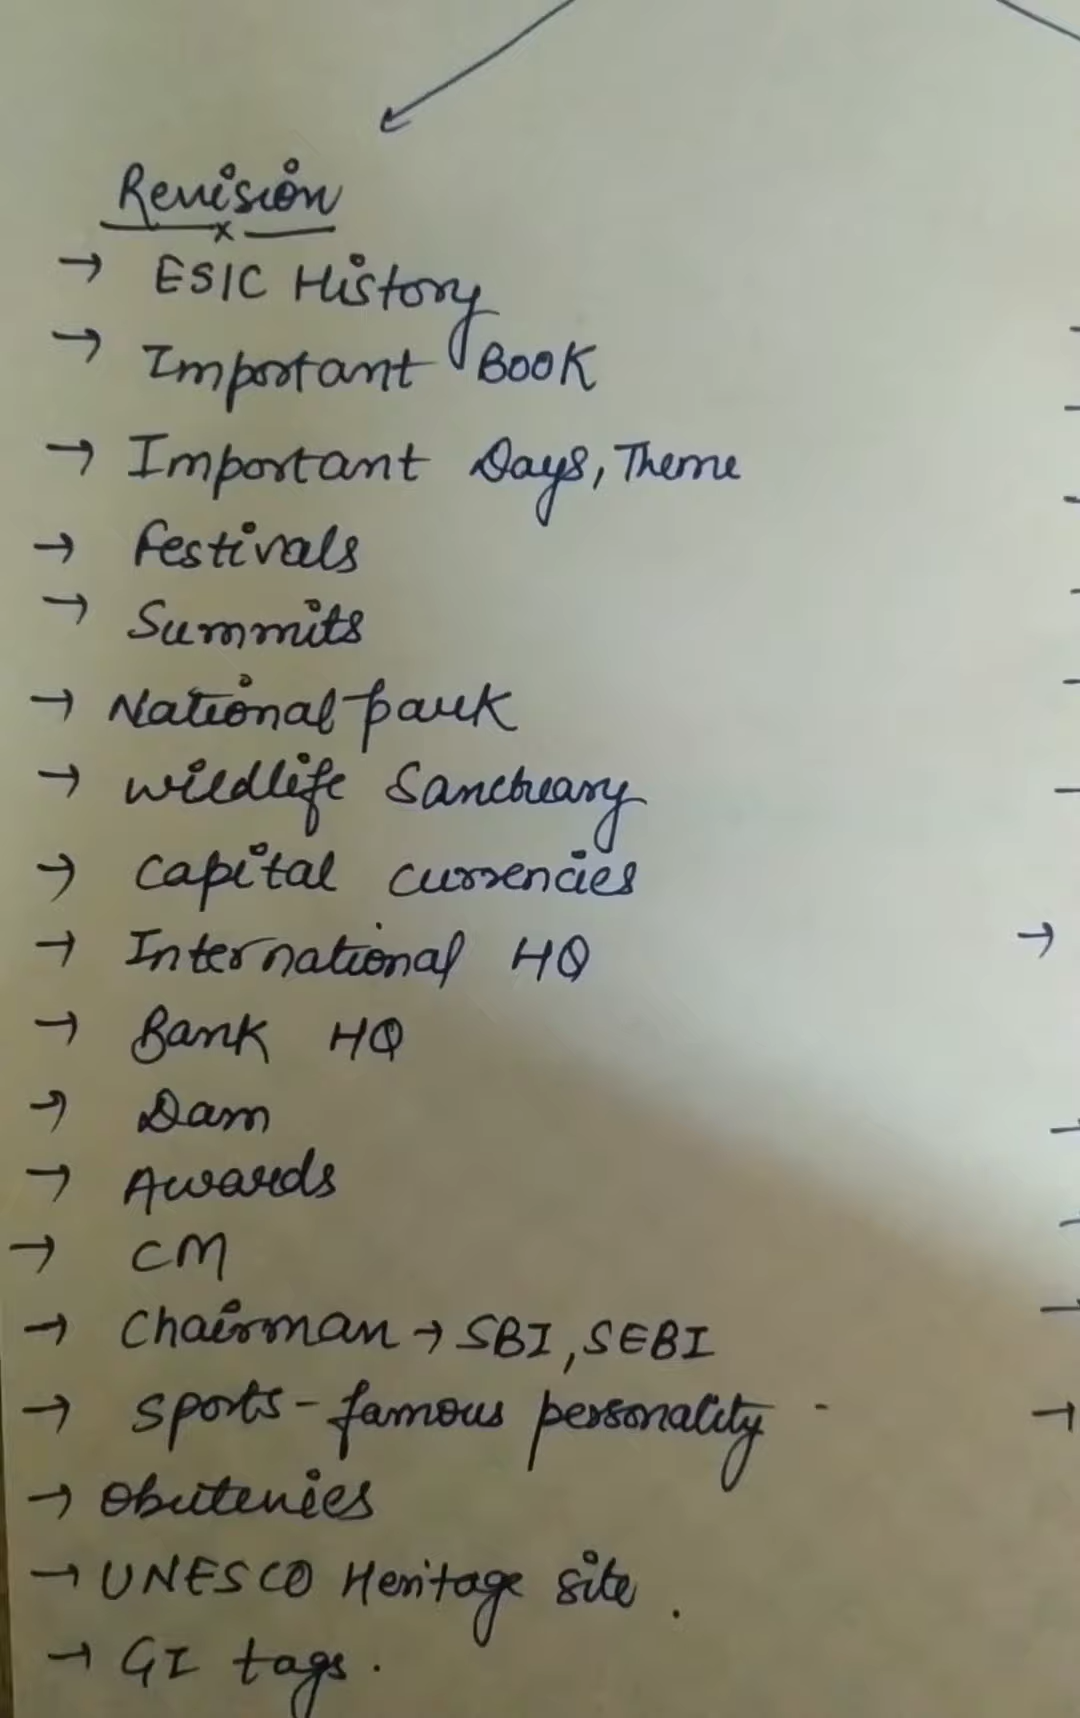 Revision
→ ESIC History
→ Important Book
→ Important Days, Theme
→ festivals
→ Summits
→ National park
→ wildlife Sanctuary
→ capital currencies
→ International HQ
→ Bank HQ
→ Dam
→ Awards
→ CM
→ Chairman → SBI, SEBI
→ sports - famous personality -
→ Obutenies
→ UNESCO Heritage site.
→ GI tags.